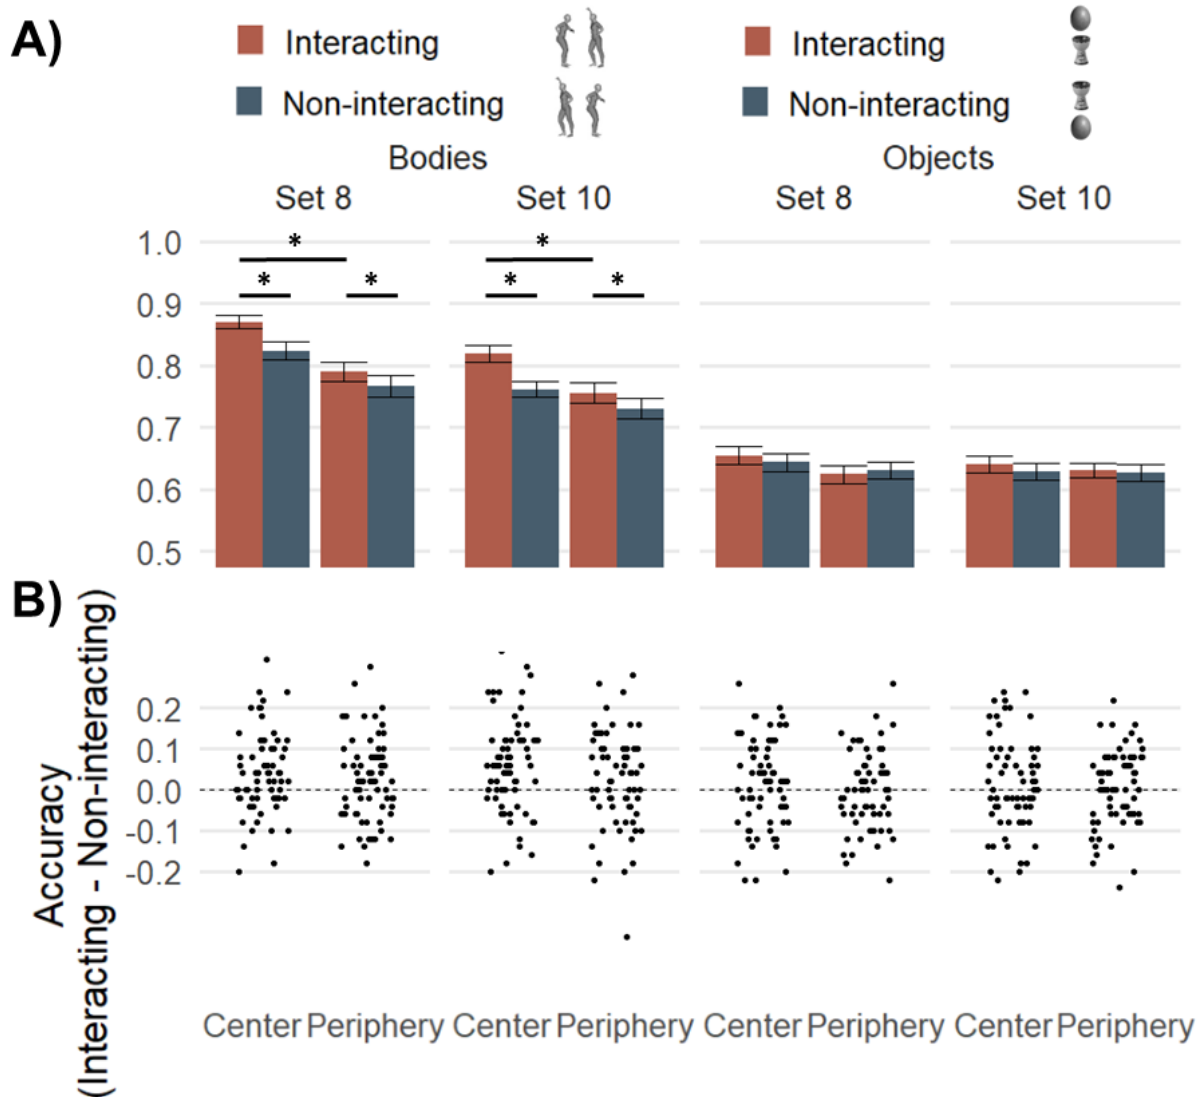 A)
Interacting
Non-interacting
Interacting
Non-interacting
Bodies
Objects
Set 8
Set 10
Set 8
Set 10
1.0
0.9
0.8
0.7
0.6
0.5
* * *
* * *
B)
Accuracy
(Interacting - Non-interacting)
0.2
0.1
0.0
-0.1
-0.2
Center Periphery Center Periphery Center Periphery Center Periphery